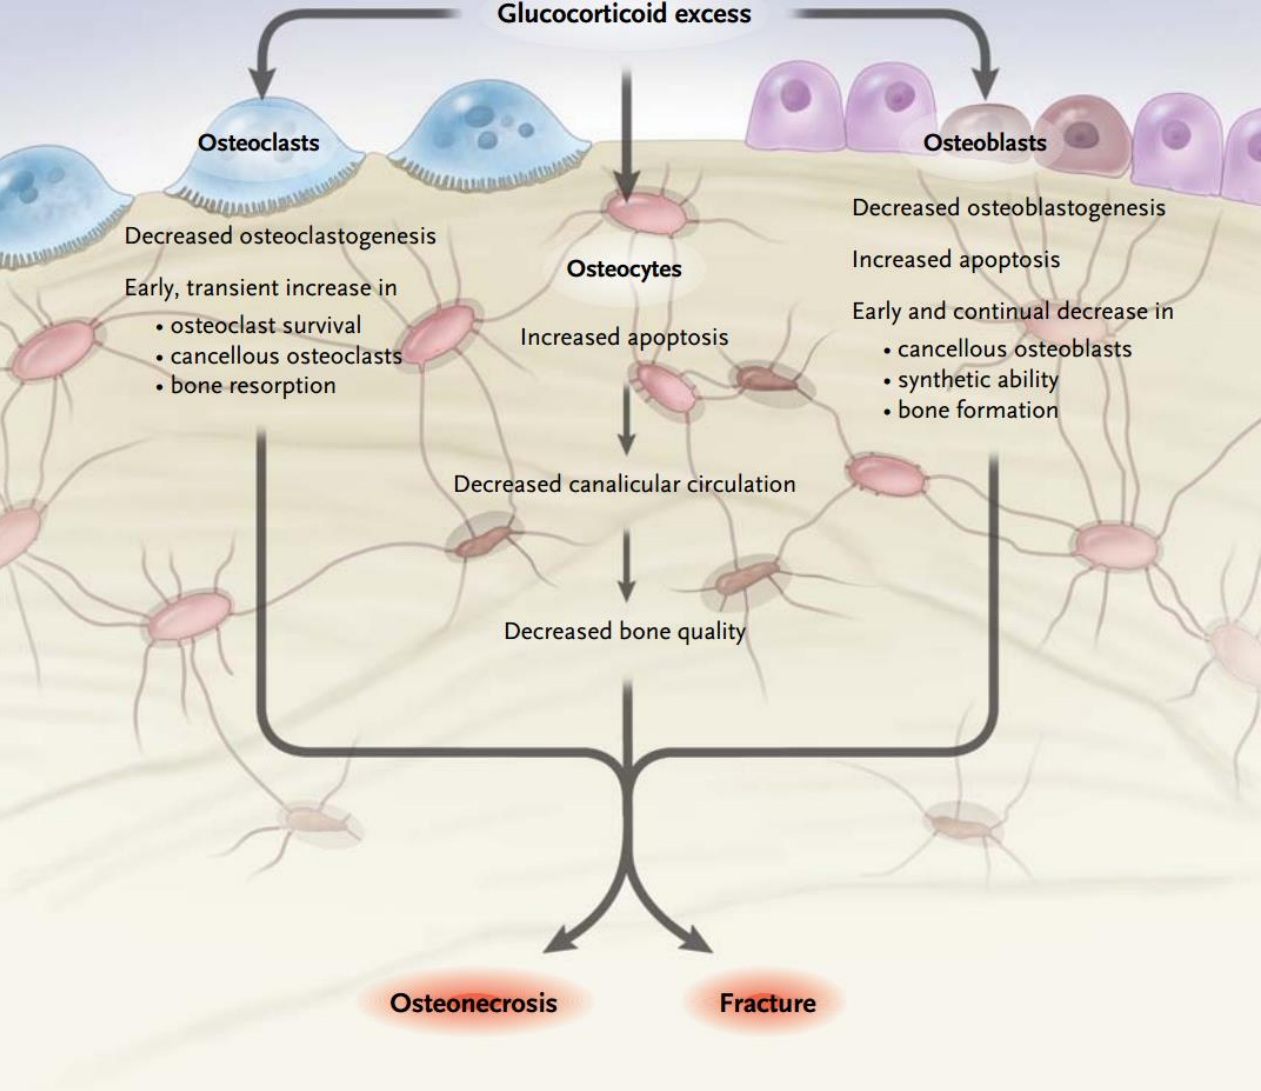 Glucocorticoid excess
Osteoclasts
Decreased osteoclastogenesis
Early, transient increase in
• osteoclast survival
• cancellous osteoclasts
• bone resorption
Osteocytes
Increased apoptosis
Decreased canalicular circulation
Decreased bone quality
Osteoblasts
Decreased osteoblastogenesis
Increased apoptosis
Early and continual decrease in
• cancellous osteoblasts
• synthetic ability
• bone formation
Osteonecrosis
Fracture